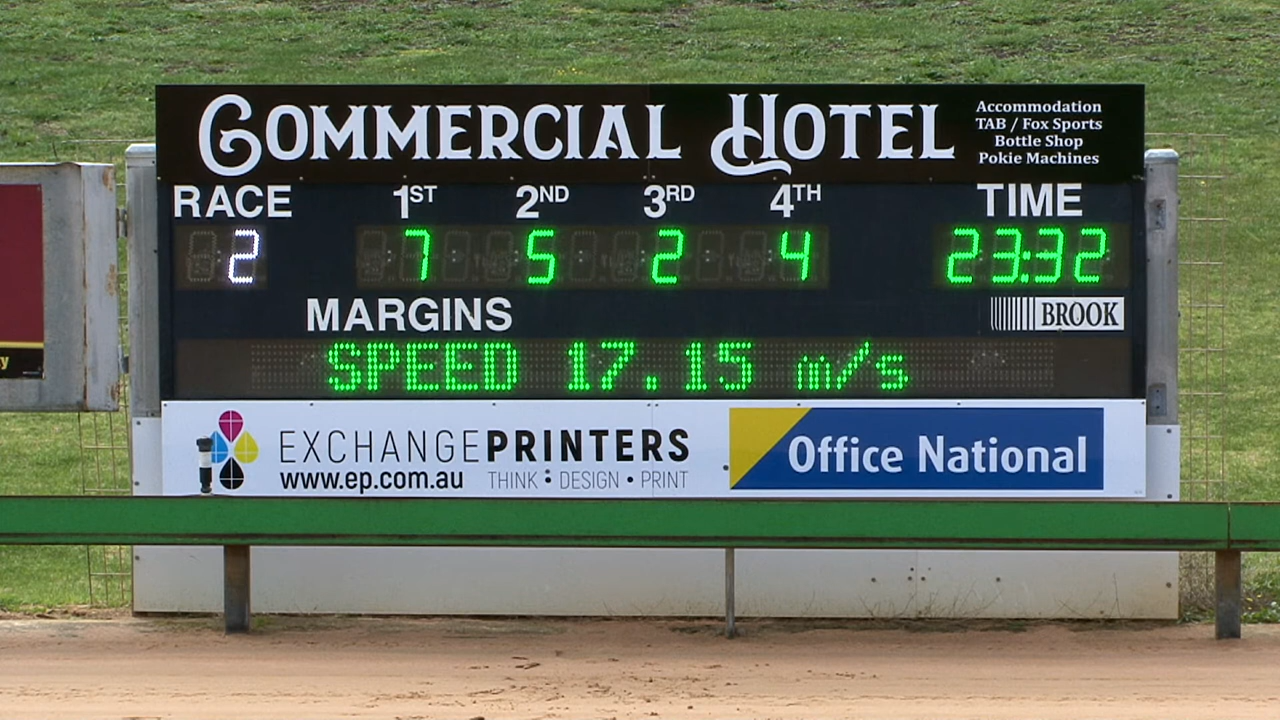 COMMERCIAL HOTEL
Accommodation
TAB / Fox Sports
Bottle Shop
Pokie Machines
RACE 1ST 2ND 3RD 4TH TIME
2 7 5 2 4 23:32
MARGINS
BROOK
SPEED 17.15 m/s
EXCHANGEPRINTERS
www.ep.com.au THINK : DESIGN • PRINT
Office National